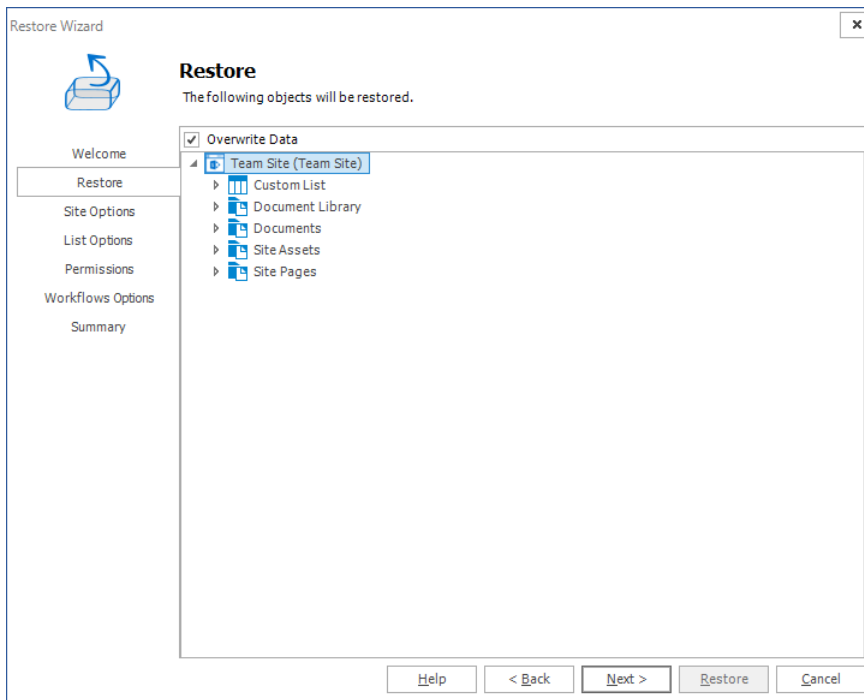 Restore Wizard
Restore
The following objects will be restored.
Welcome
Restore
Site Options
List Options
Permissions
Workflows Options
Summary
Overwrite Data
Team Site (Team Site)
Custom List
Document Library
Documents
Site Assets
Site Pages
Help
< Back
Next >
Restore
Cancel